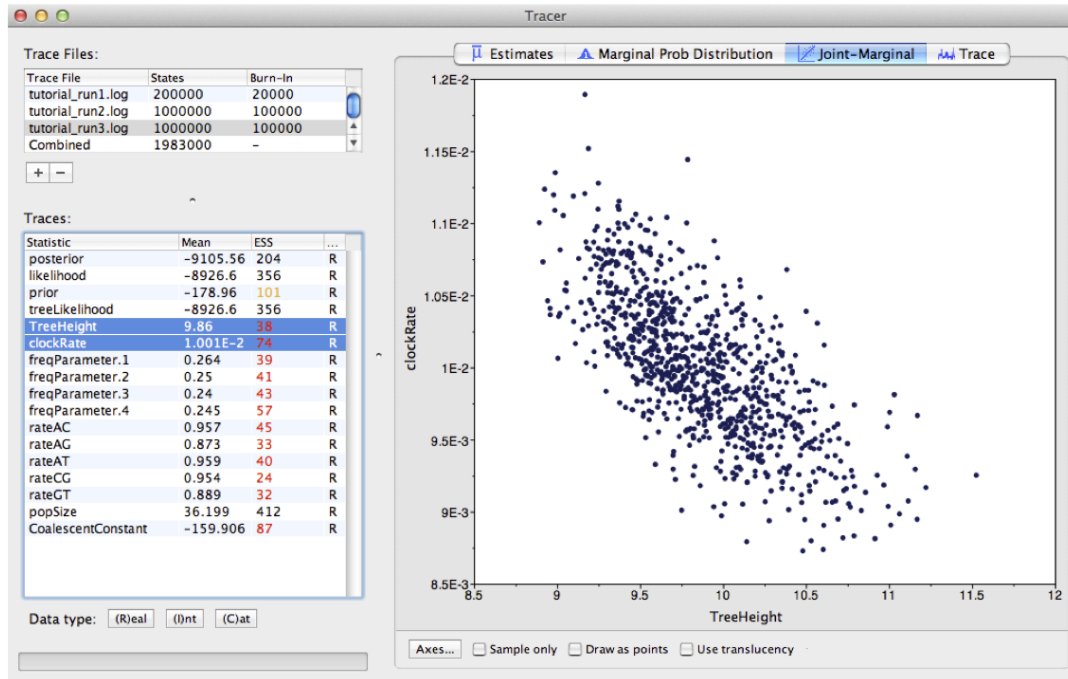 Tracer
Trace Files:
Trace File States Burn-In
tutorial_run1.log 200000 20000
tutorial_run2.log 1000000 100000
tutorial_run3.log 1000000 100000
Combined 1983000 -
+ -
Traces:
Statistic Mean ESS ...
posterior -9105.56 204 R
likelihood -8926.6 356 R
prior -178.96 101 R
treeLikelihood -8926.6 356 R
TreeHeight 9.86 38 R
clockRate 1.001E-2 74 R
freqParameter.1 0.264 39 R
freqParameter.2 0.25 41 R
freqParameter.3 0.24 43 R
freqParameter.4 0.245 57 R
rateAC 0.957 45 R
rateAG 0.873 33 R
rateAT 0.959 40 R
rateCG 0.954 24 R
rateGT 0.889 32 R
popSize 36.199 412 R
CoalescentConstant -159.906 87 R
Data type: (R)eal (I)nt (C)at
Estimates Marginal Prob Distribution Joint-Marginal Trace
1.2E-2
1.15E-2
1.1E-2
1.05E-2
1E-2
9.5E-3
9E-3
8.5E-3
clockRate
8.5 9 9.5 10 10.5 11 11.5 12
TreeHeight
Axes... Sample only Draw as points Use translucency